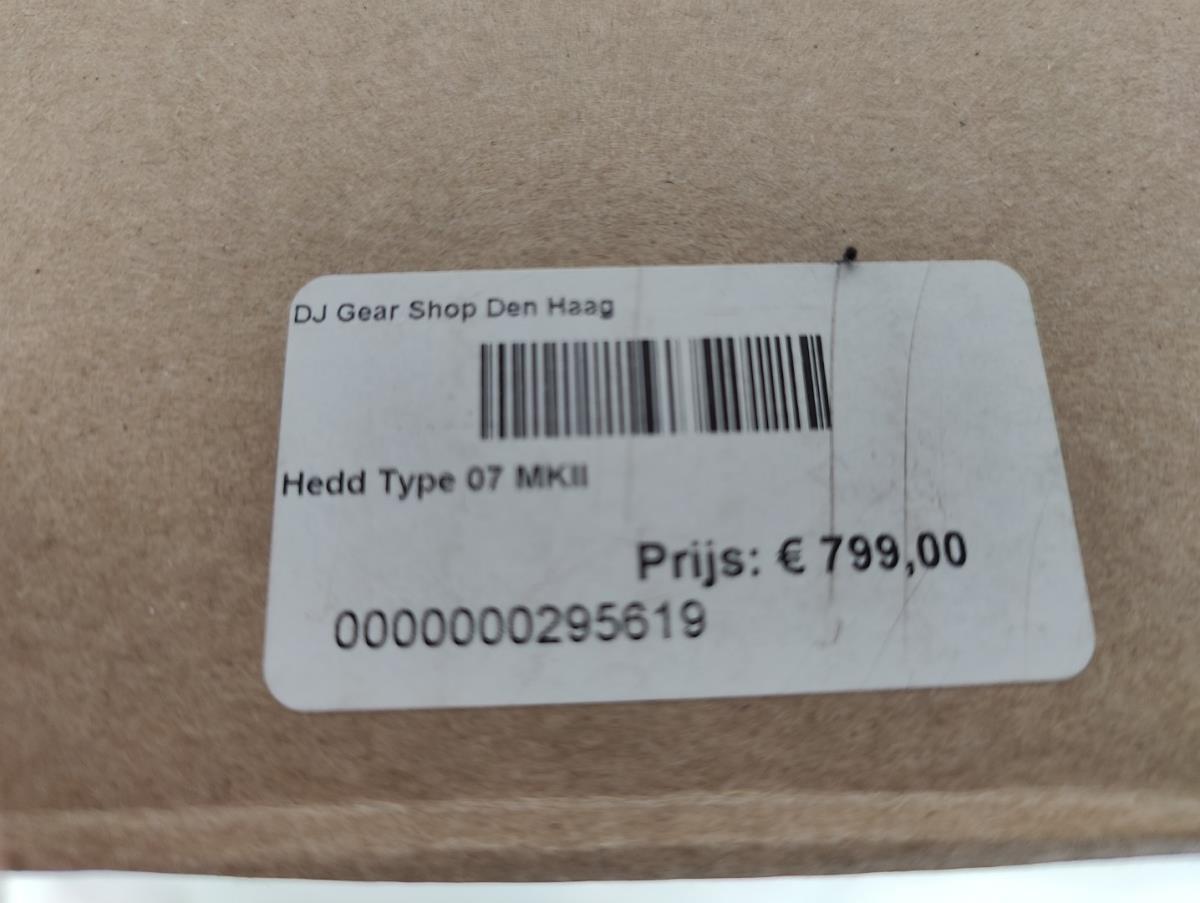 DJ Gear Shop Den Haag
Hedd Type 07 MKII
Prijs: € 799,00
0000000295619